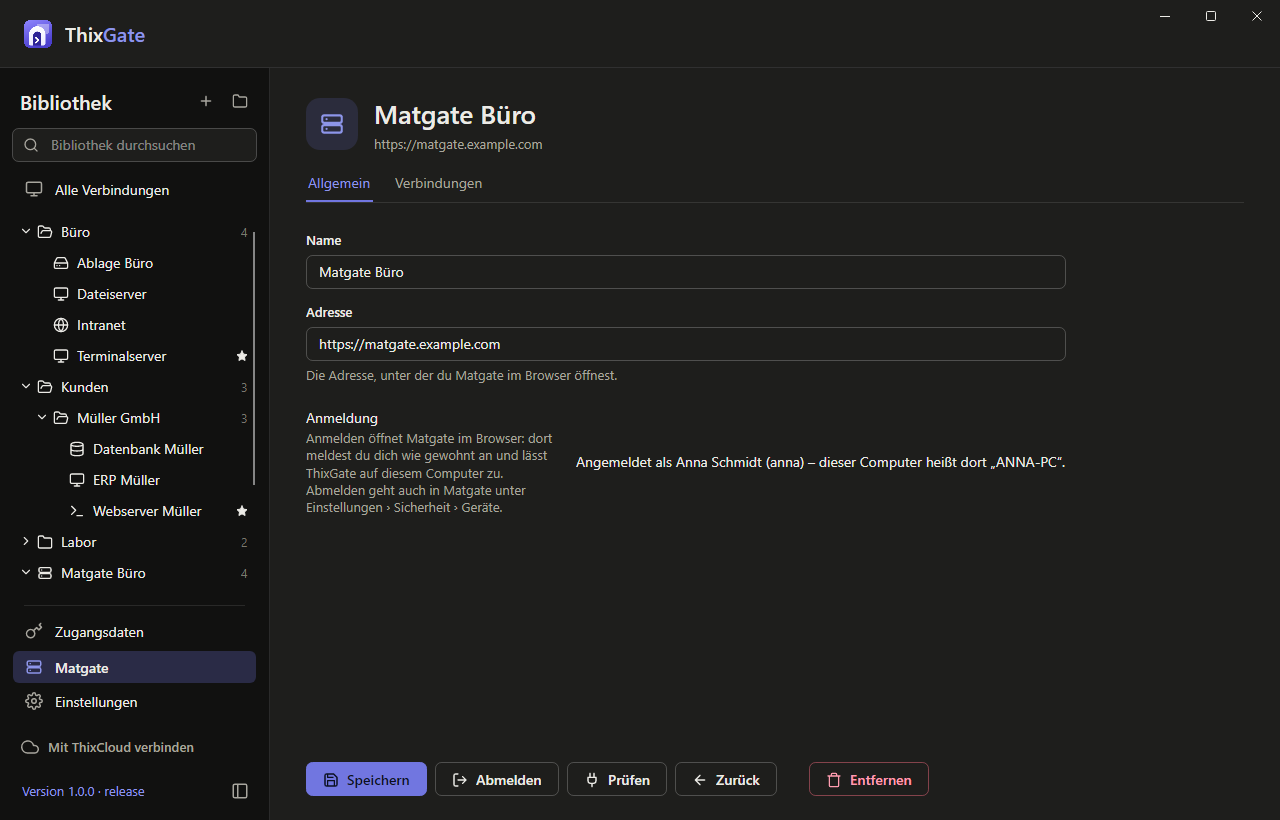 ThixGate
Bibliothek
Bibliothek durchsuchen
Alle Verbindungen
Büro 4
Ablage Büro
Dateiserver
Intranet
Terminalserver
Kunden 3
Müller GmbH 3
Datenbank Müller
ERP Müller
Webserver Müller
Labor 2
Matgate Büro 4
Zugangsdaten
Matgate
Einstellungen
Mit ThixCloud verbinden
Version 1.0.0 · release
Matgate Büro
https://matgate.example.com
Allgemein Verbindungen
Name
Matgate Büro
Adresse
https://matgate.example.com
Die Adresse, unter der du Matgate im Browser öffnest.
Anmeldung
Anmelden öffnet Matgate im Browser: dort
meldest du dich wie gewohnt an und lässt
ThixGate auf diesem Computer zu.
Abmelden geht auch in Matgate unter
Einstellungen › Sicherheit › Geräte.
Angemeldet als Anna Schmidt (anna) – dieser Computer heißt dort „ANNA-PC“.
Speichern Abmelden Prüfen Zurück Entfernen